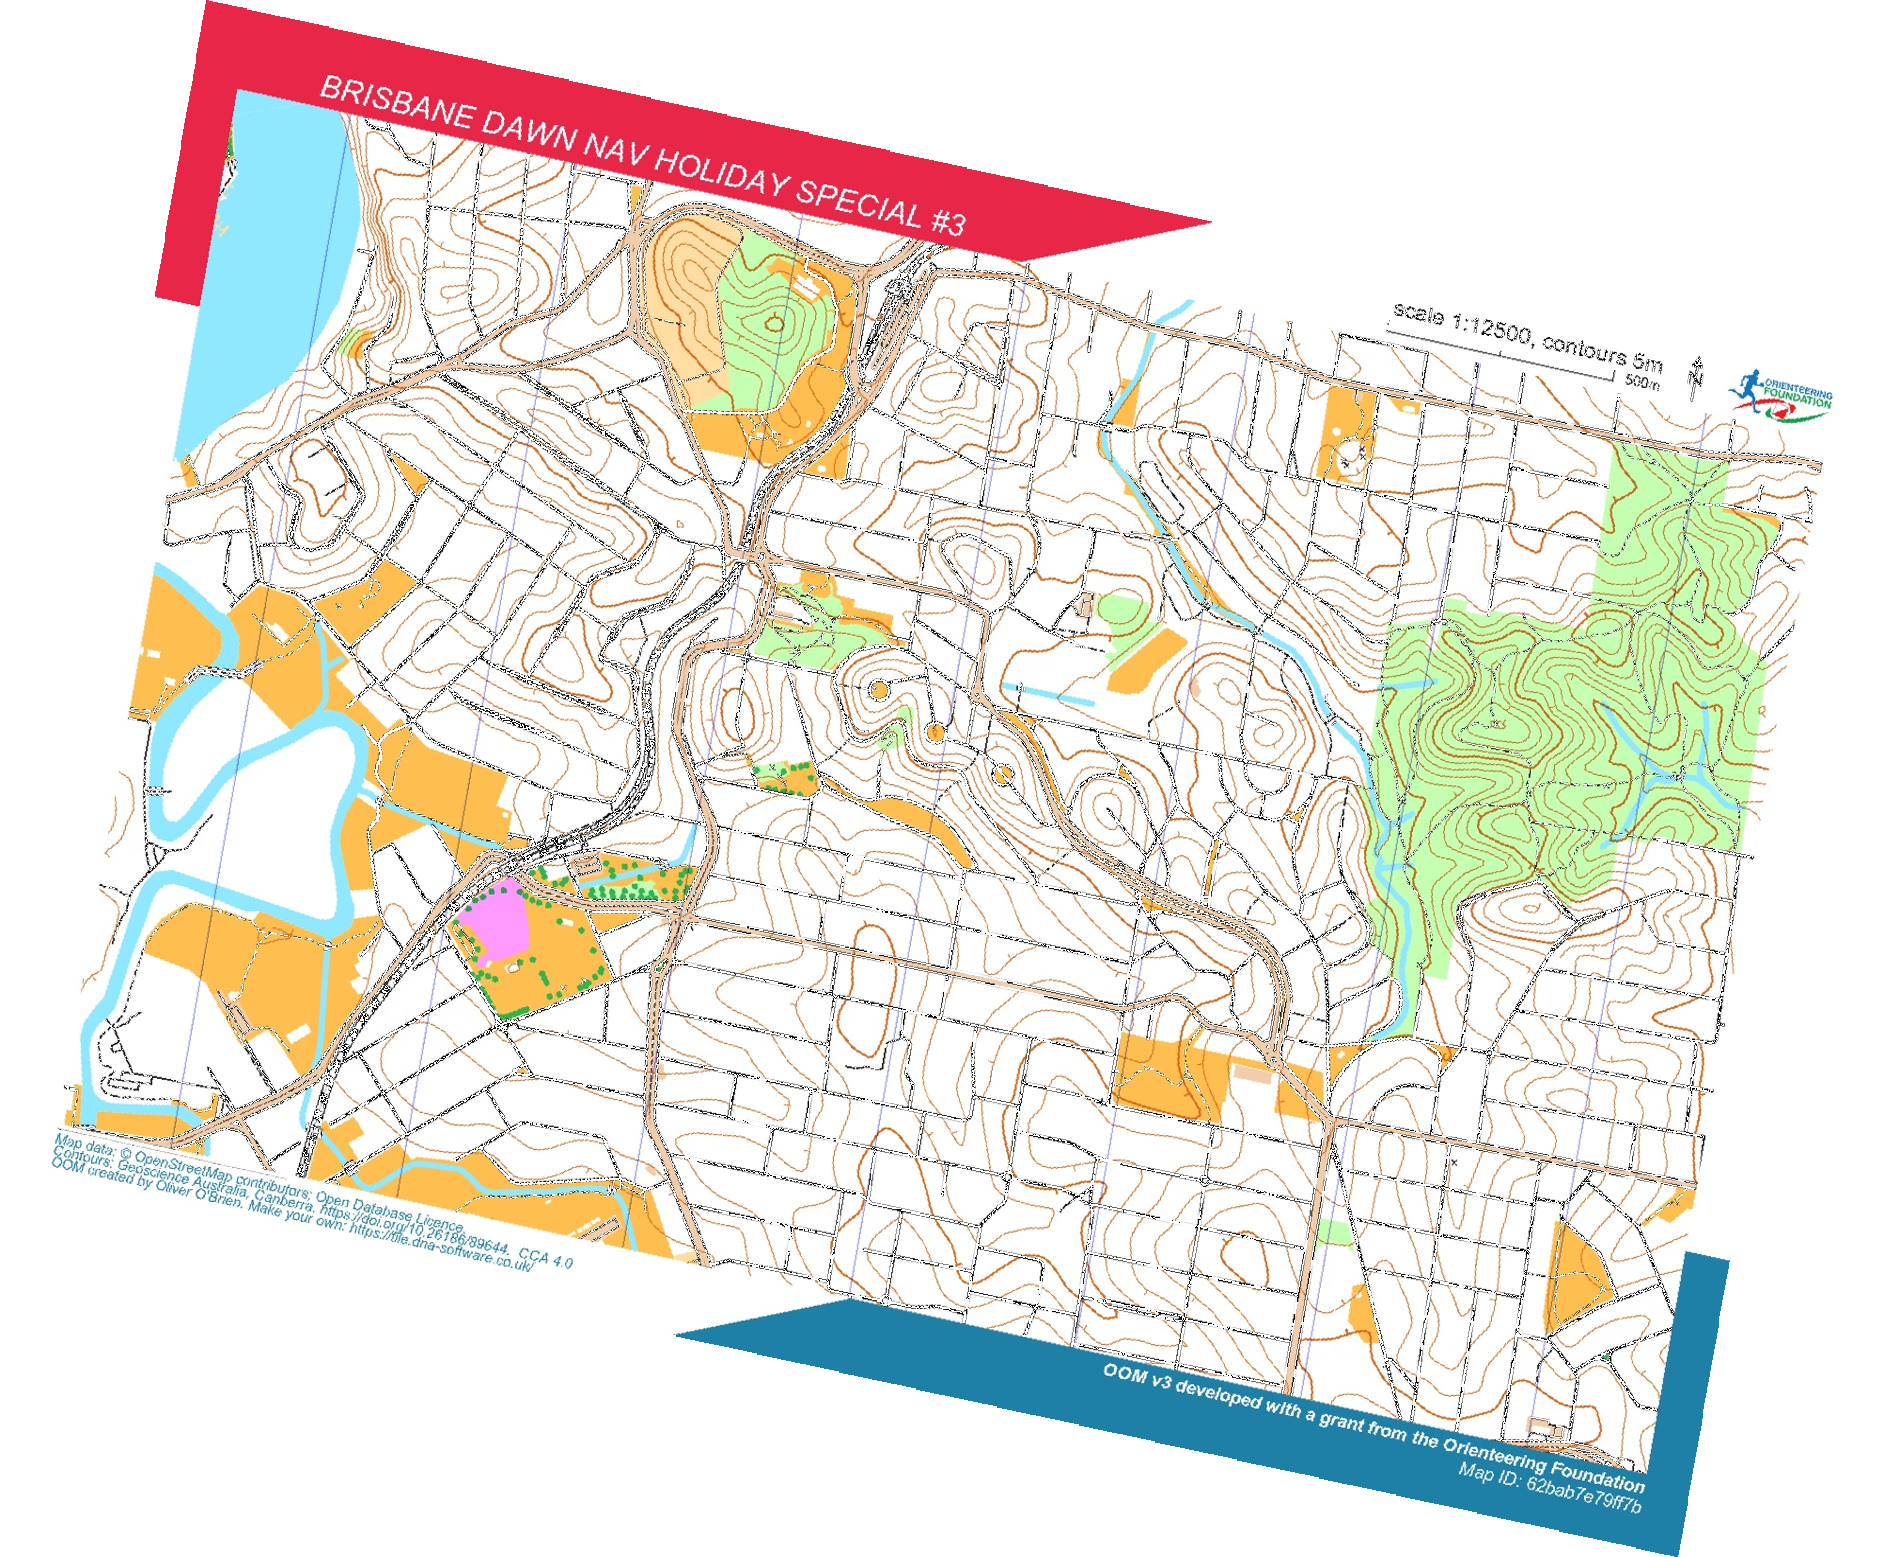 BRISBANE DAWN NAV HOLIDAY SPECIAL #3
scale 1:12500, contours 5m
500m
N
ORIENTEERING
FOUNDATION
Map data: © OpenStreetMap contributors, Open Database Licence.
Contours: Geoscience Australia, Canberra. https://doi.org/10.26186/89644. CCA 4.0
OOM created by Oliver O'Brien. Make your own: https://tile.dna-software.co.uk/
OOM v3 developed with a grant from the Orienteering Foundation
Map ID: 62bab7e79ff7b